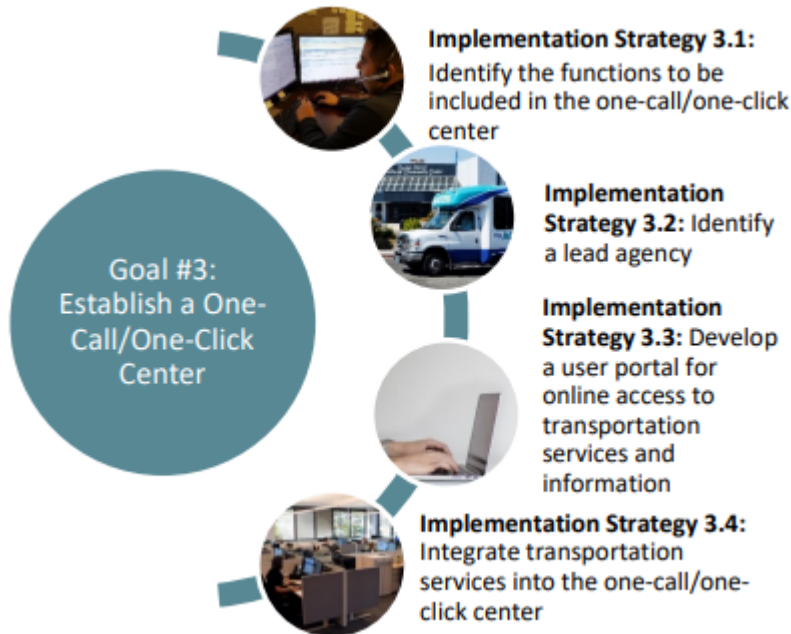 Goal #3:
Establish a One-
Call/One-Click
Center
Implementation Strategy 3.1:
Identify the functions to be
included in the one-call/one-click
center
Implementation
Strategy 3.2: Identify
a lead agency
Implementation
Strategy 3.3: Develop
a user portal for
online access to
transportation
services and
information
Implementation Strategy 3.4:
Integrate transportation
services into the one-call/one-
click center